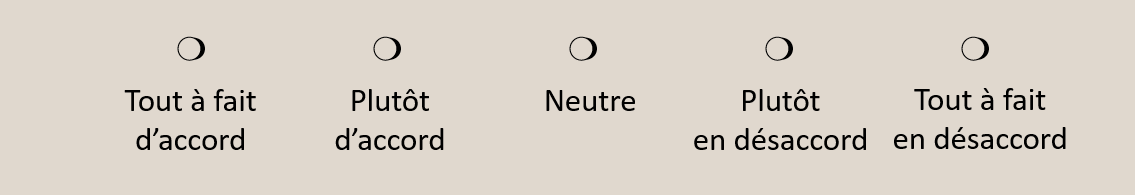 Tout à fait
d’accord
Plutôt
d’accord
Neutre
Plutôt
en désaccord
Tout à fait
en désaccord